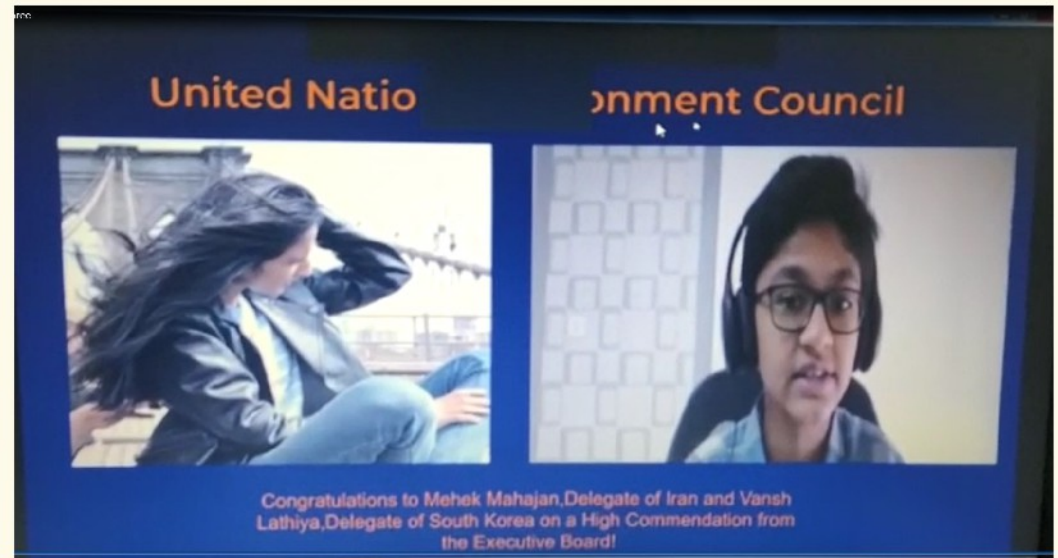 United Natio onment Council
Congratulations to Mehek Mahajan,Delegate of Iran and Vansh
Lathiya,Delegate of South Korea on a High Commendation from
the Executive Board!